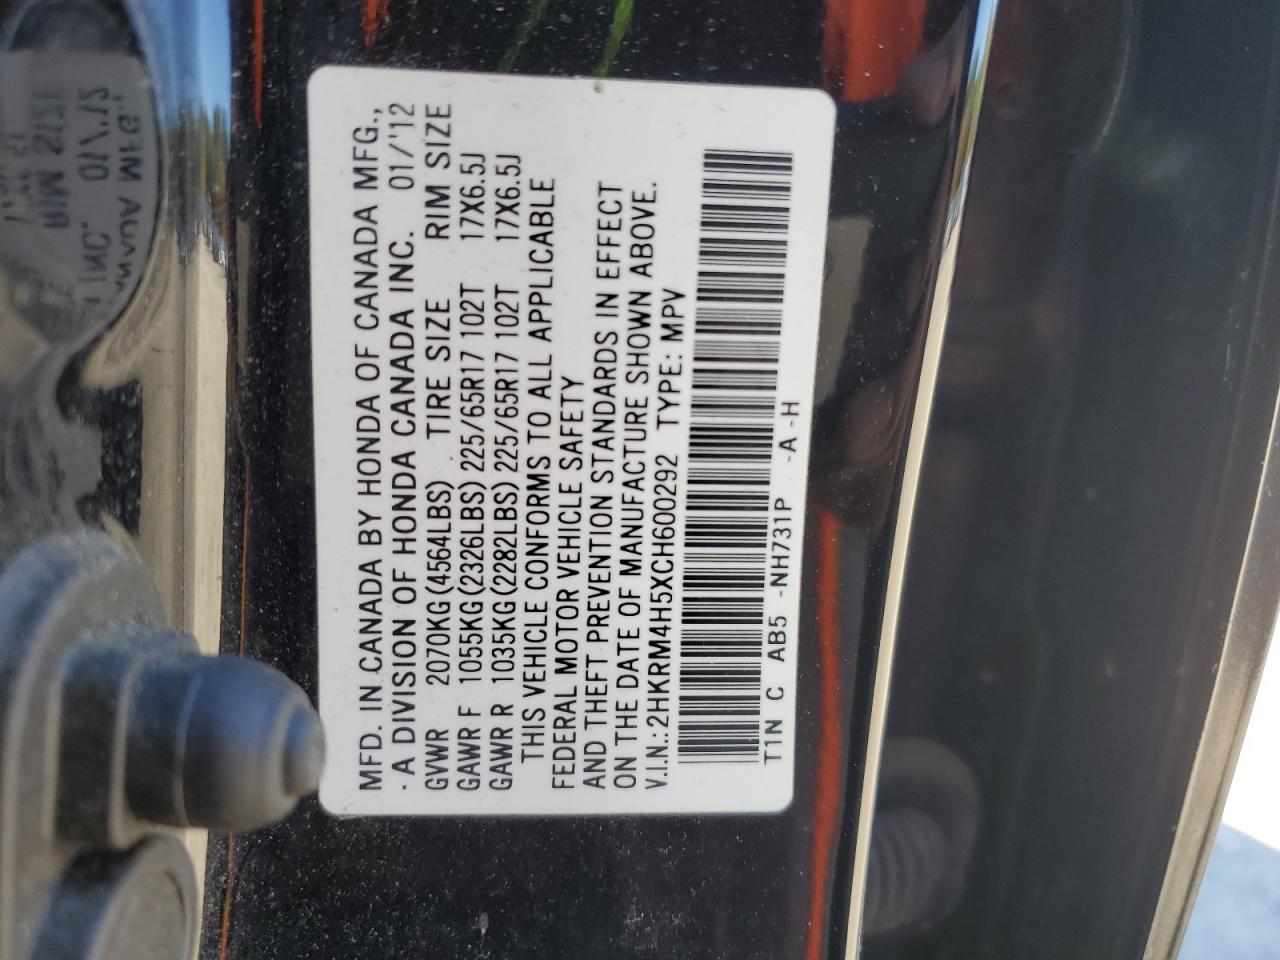 MFD. IN CANADA BY HONDA OF CANADA MFG.,
. A DIVISION OF HONDA CANADA INC. 01/'12
GVWR 2070KG(4564LBS) TIRE SIZE RIM SIZE
GAWR F 1055KG(2326LBS) 225/65R17 102T 17X6.5J
GAWR R 1035KG(2282LBS) 225/65R17 102T 17X6.5J
THIS VEHICLE CONFORMS TO ALL APPLICABLE
FEDERAL MOTOR VEHICLE SAFETY
AND THEFT PREVENTION STANDARDS IN EFFECT
ON THE DATE OF MANUFACTURE SHOWN ABOVE.
V.I.N.:2HKRM4H5XCH600292 TYPE: MPV
T1N C AB5 -NH731P -A -H